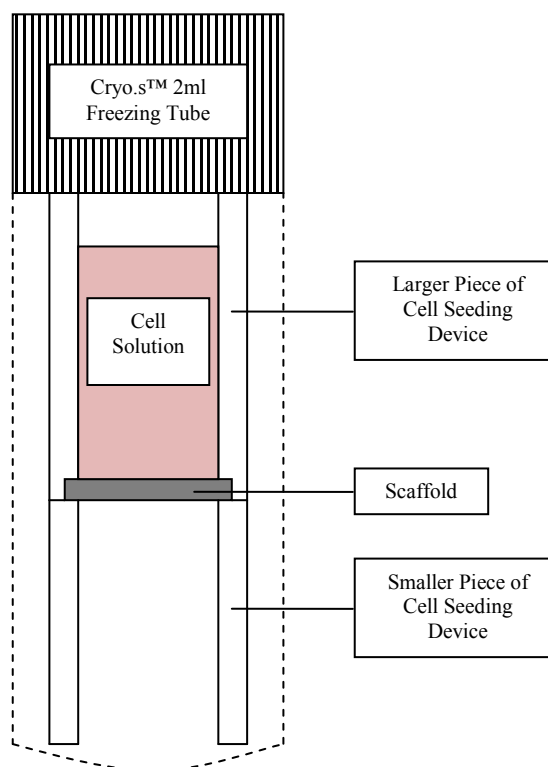 Cryo.s™ 2ml
Freezing Tube
Larger Piece of
Cell Seeding
Device
Cell
Solution
Scaffold
Smaller Piece of
Cell Seeding
Device